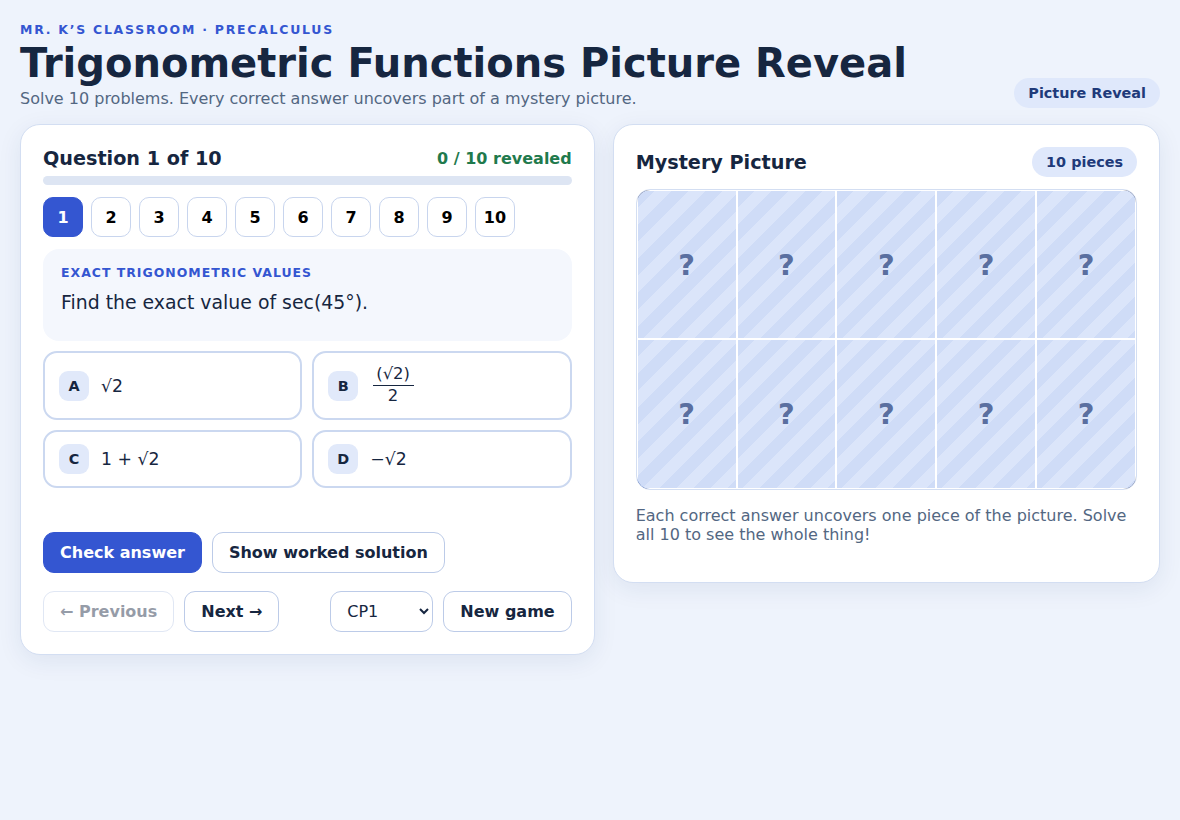 MR. K’S CLASSROOM · PRECALCULUS
Trigonometric Functions Picture Reveal
Solve 10 problems. Every correct answer uncovers part of a mystery picture.
Picture Reveal
Question 1 of 10
0 / 10 revealed
1 2 3 4 5 6 7 8 9 10
EXACT TRIGONOMETRIC VALUES
Find the exact value of sec(45°).
A √2
B (√2)
2
C 1 + √2
D −√2
Check answer
Show worked solution
← Previous
Next →
CP1
New game
Mystery Picture
10 pieces
? ? ? ? ?
? ? ? ? ?
Each correct answer uncovers one piece of the picture. Solve
all 10 to see the whole thing!